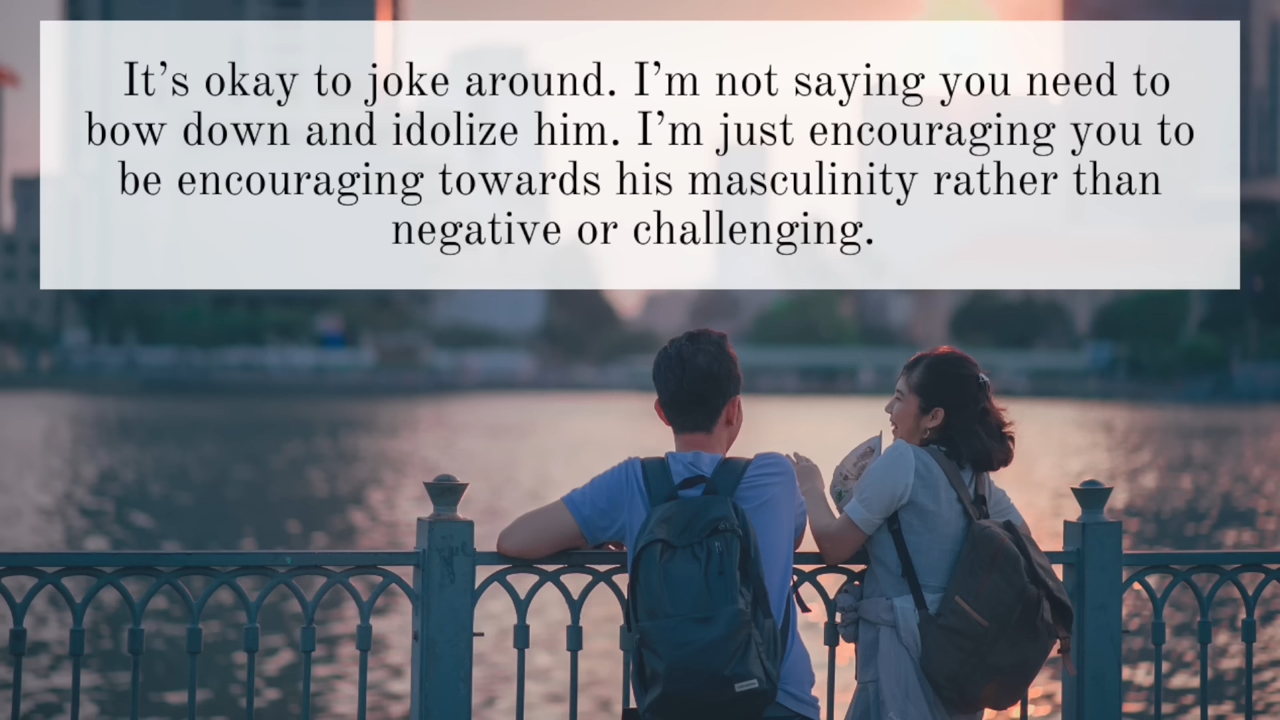 It’s okay to joke around. I’m not saying you need to
bow down and idolize him. I’m just encouraging you to
be encouraging towards his masculinity rather than
negative or challenging.